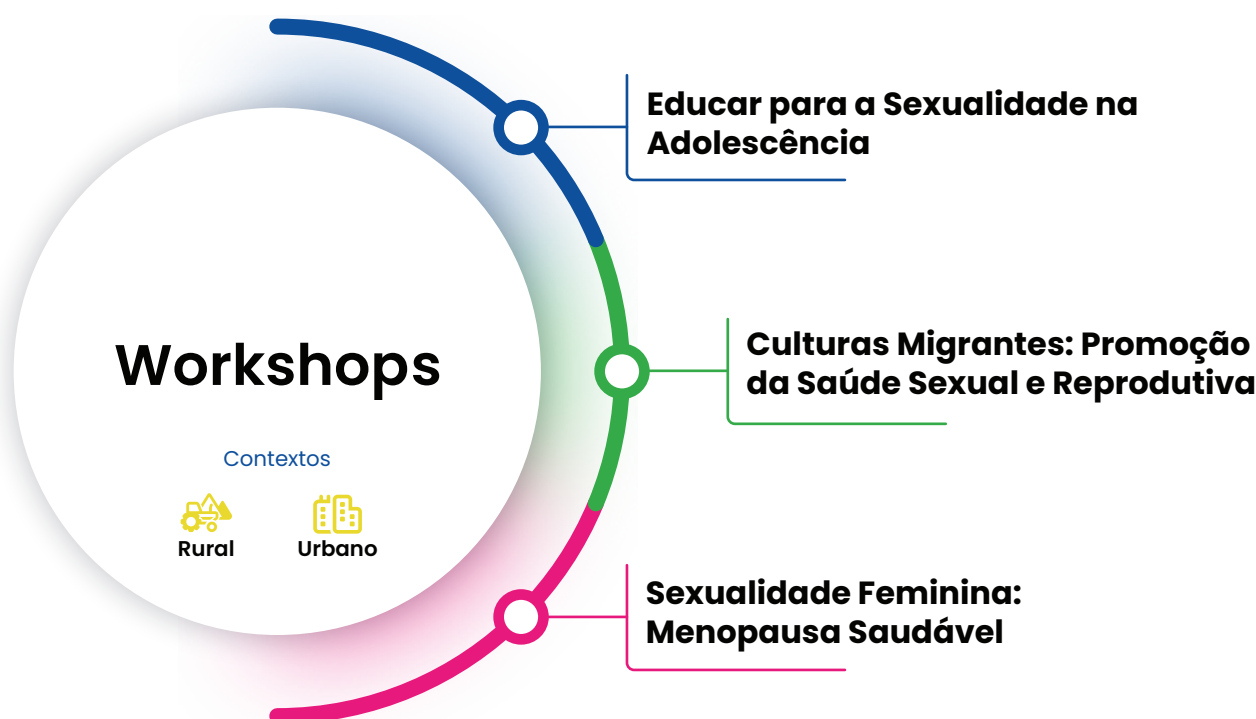 Workshops
Contextos
Rural
Urbano
Educar para a Sexualidade na
Adolescência
Culturas Migrantes: Promoção
da Saúde Sexual e Reprodutiva
Sexualidade Feminina:
Menopausa Saudável